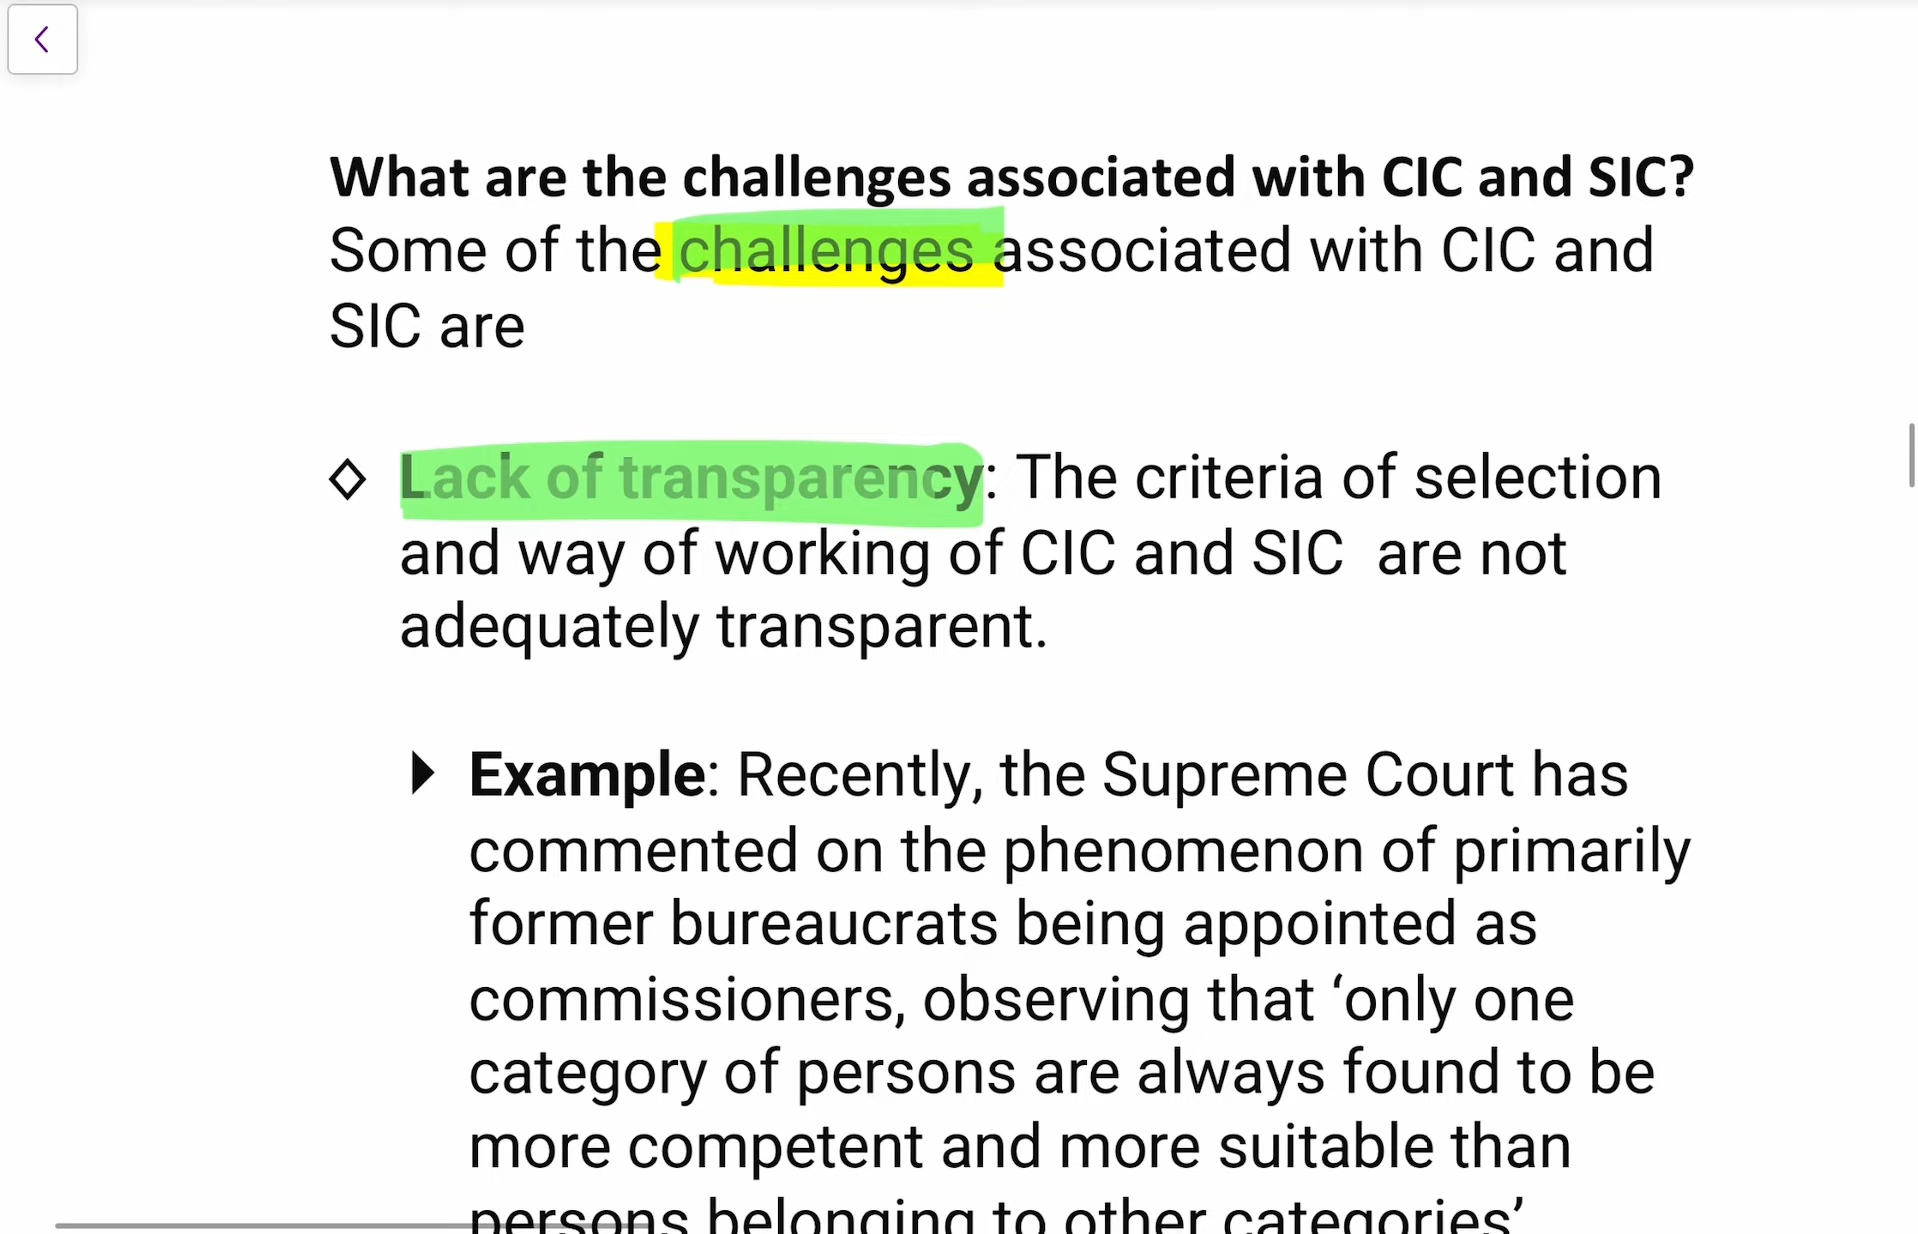 What are the challenges associated with CIC and SIC?
Some of the challenges associated with CIC and
SIC are
Lack of transparency: The criteria of selection
and way of working of CIC and SIC are not
adequately transparent.
Example: Recently, the Supreme Court has
commented on the phenomenon of primarily
former bureaucrats being appointed as
commissioners, observing that ‘only one
category of persons are always found to be
more competent and more suitable than
persons belonging to other categories’